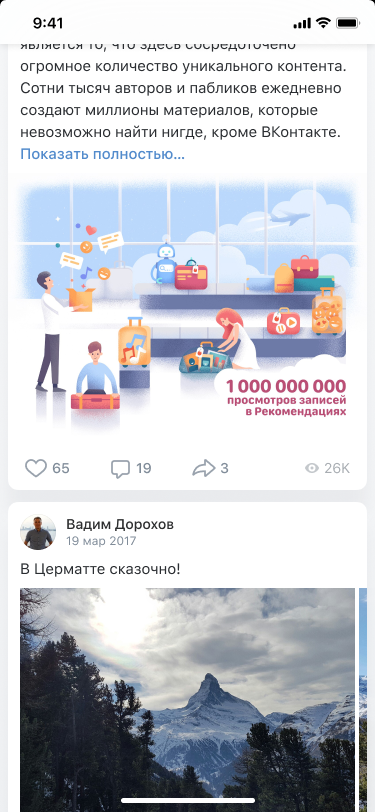 9:41
является то, что здесь сосредоточено
огромное количество уникального контента.
Сотни тысяч авторов и пабликов ежедневно
создают миллионы материалов, которые
невозможно найти нигде, кроме ВКонтакте.
Показать полностью...
1 000 000 000
просмотров записей
в Рекомендациях
65 19 3 26K
Вадим Дорохов
19 мар 2017
В Церматте сказочно!